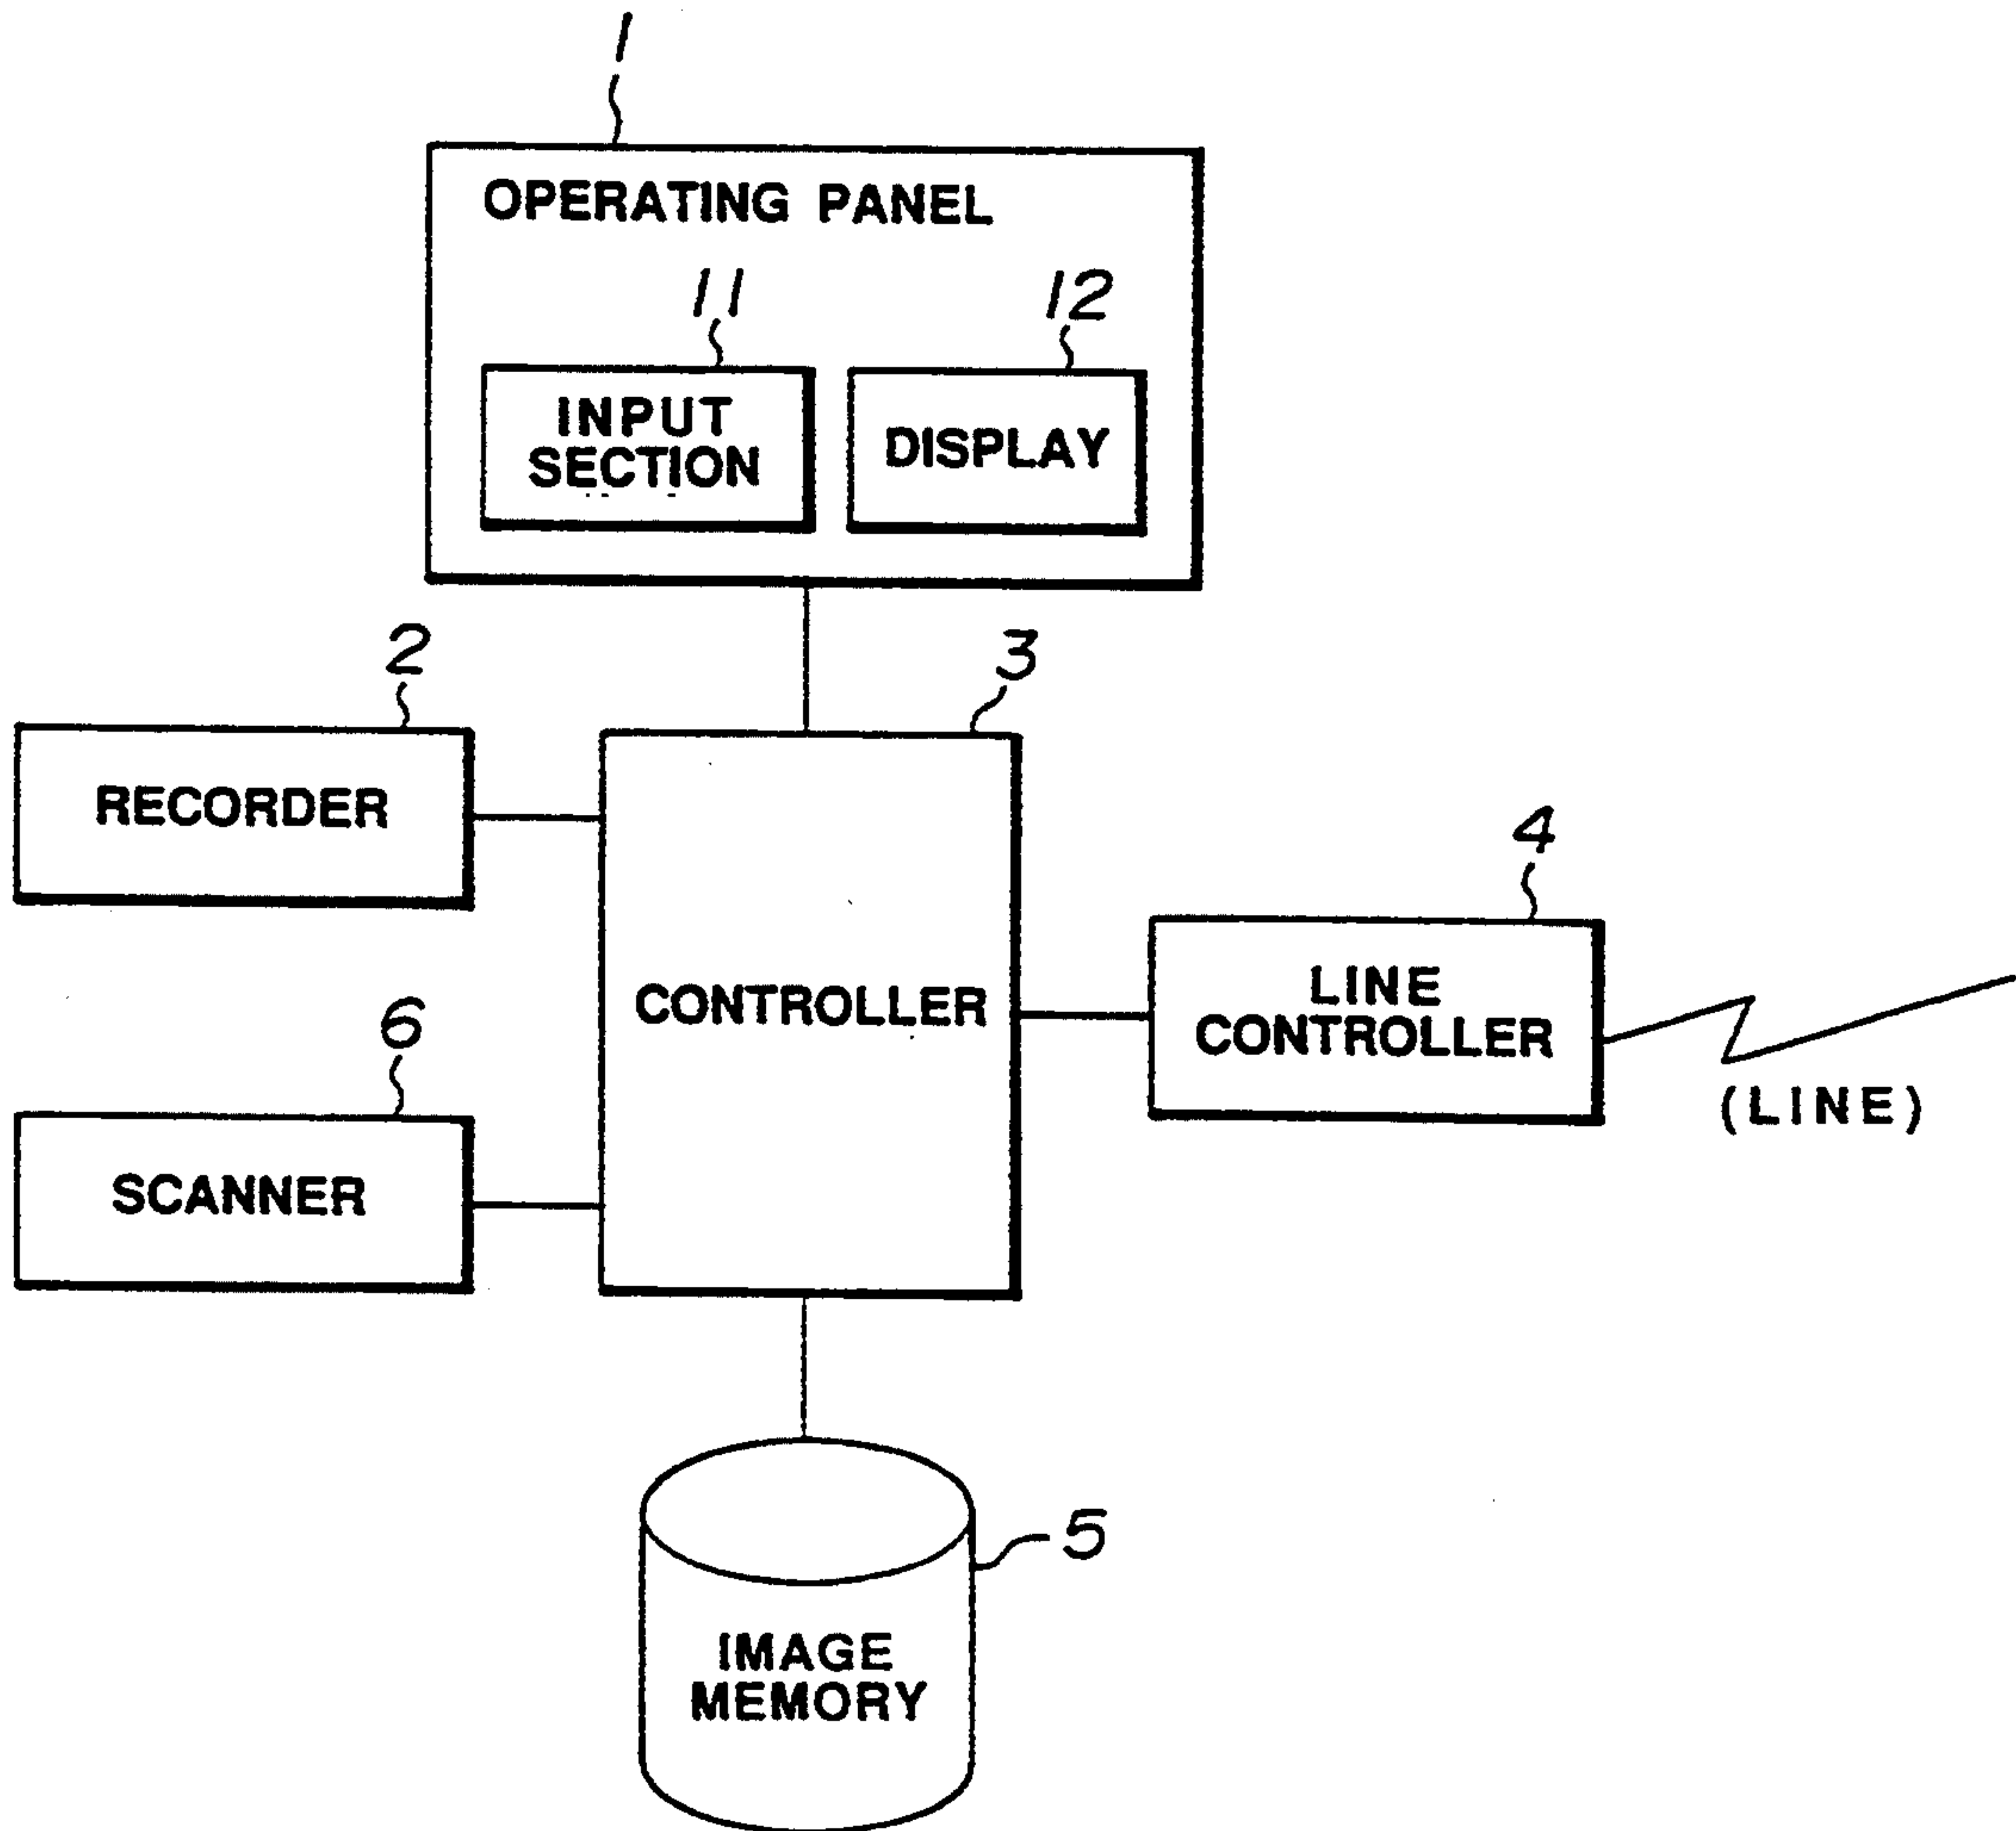 1
OPERATING PANEL
11
12
INPUT
SECTION
DISPLAY
2
3
RECORDER
4
CONTROLLER
LINE
CONTROLLER
6
(LINE)
SCANNER
5
IMAGE
MEMORY